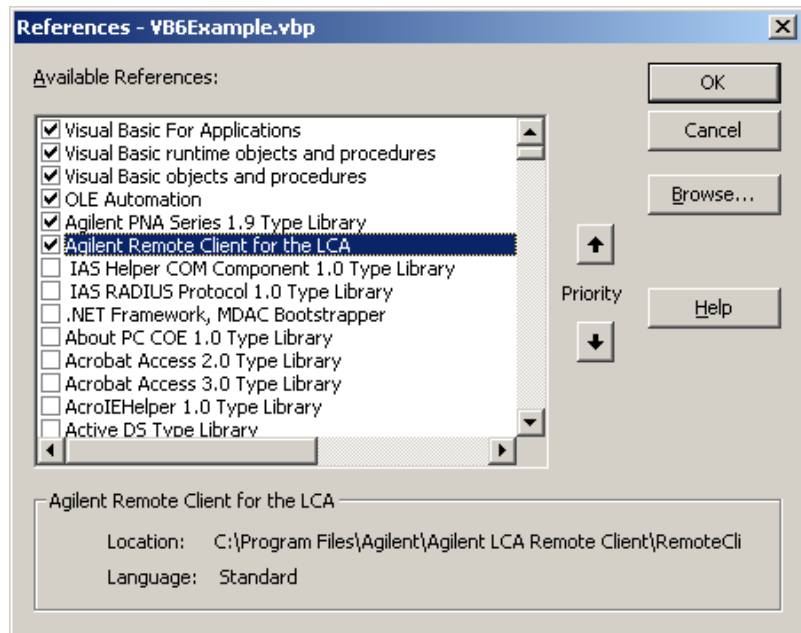 References - VB6Example.vbp
Available References:
OK
Cancel
Browse...
Priority
Help
Visual Basic For Applications
Visual Basic runtime objects and procedures
Visual Basic objects and procedures
OLE Automation
Agilent PNA Series 1.9 Type Library
Agilent Remote Client for the LCA
IAS Helper COM Component 1.0 Type Library
IAS RADIUS Protocol 1.0 Type Library
.NET Framework, MDAC Bootstrapper
About PC COE 1.0 Type Library
Acrobat Access 2.0 Type Library
Acrobat Access 3.0 Type Library
AcroIEHelper 1.0 Type Library
Active DS Type Library
Agilent Remote Client for the LCA
Location: C:\Program Files\Agilent\Agilent LCA Remote Client\RemoteCli
Language: Standard